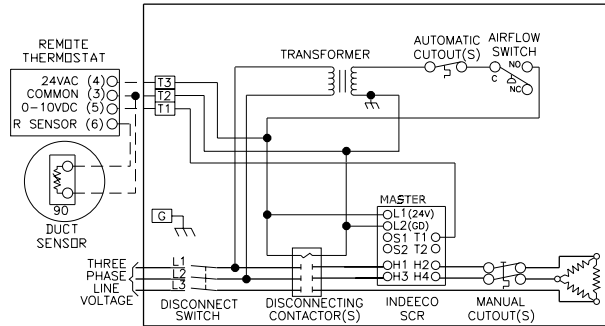 REMOTE
THERMOSTAT
24VAC (4)
COMMON (3)
0-10VDC (5)
R SENSOR (6)
90
DUCT
SENSOR
T3
T2
T1
TRANSFORMER
AUTOMATIC
CUTOUT(S)
AIRFLOW
SWITCH
NO
C
NC
G
MASTER
L1(24V)
L2(GD)
S1 T1
S2 T2
H1 H2
H3 H4
THREE
PHASE
LINE
VOLTAGE
L1
L2
L3
DISCONNECT
SWITCH
DISCONNECTING
CONTACTOR(S)
INDEECO
SCR
MANUAL
CUTOUT(S)